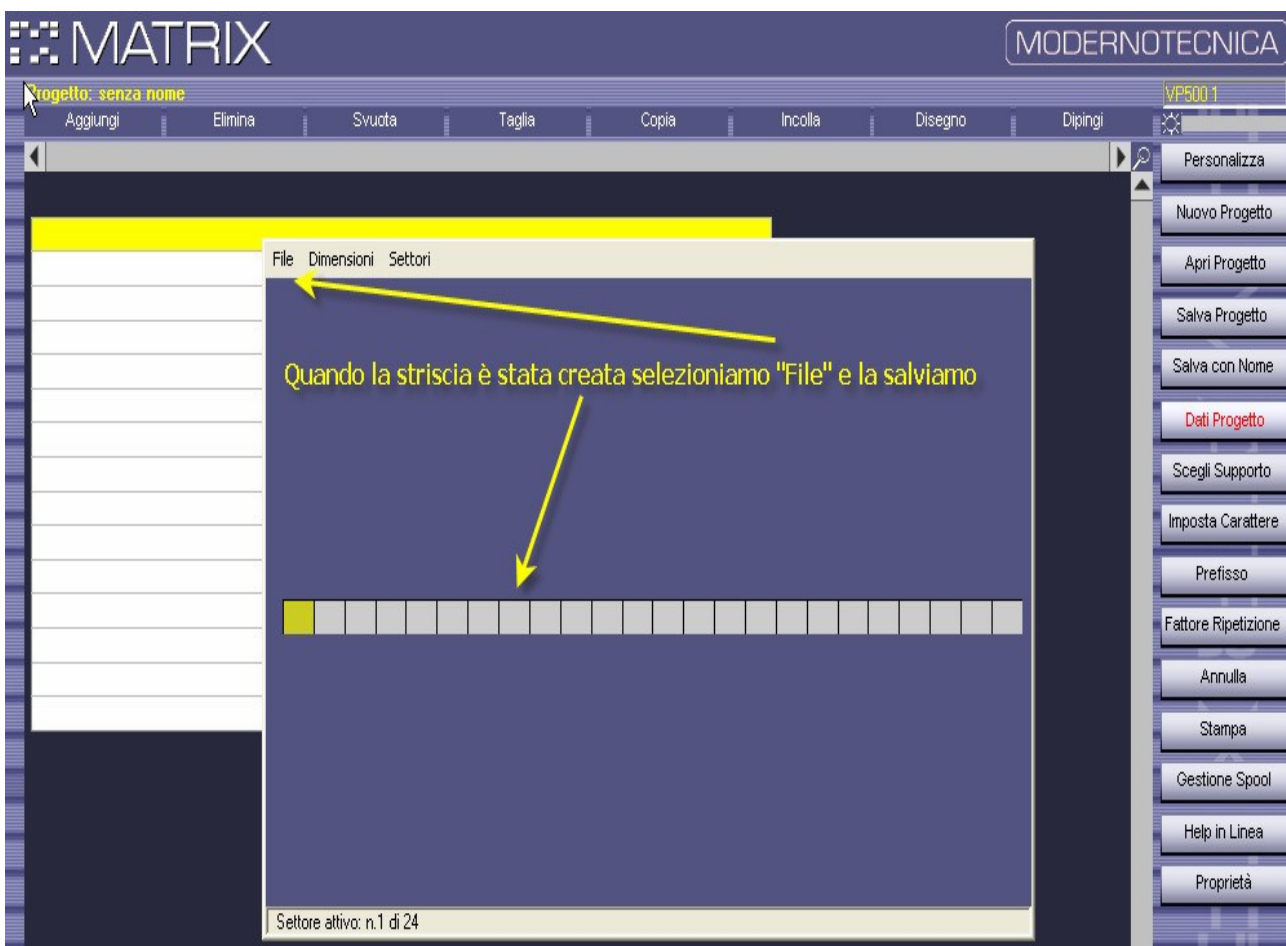 MATRIX
MODERNOTECNICA
Progetto: senza nome
VP500 1
Aggiungi
Elimina
Svuota
Taglia
Copia
Incolla
Disegno
Dipingi
Personalizza
Nuovo Progetto
Apri Progetto
Salva Progetto
Salva con Nome
Dati Progetto
Scegli Supporto
Imposta Carattere
Prefisso
Fattore Ripetizione
Annulla
Stampa
Gestione Spool
Help in Linea
Proprietà
File Dimensioni Settori
Quando la striscia è stata creata selezioniamo "File" e la salviamo
Settore attivo: n.1 di 24